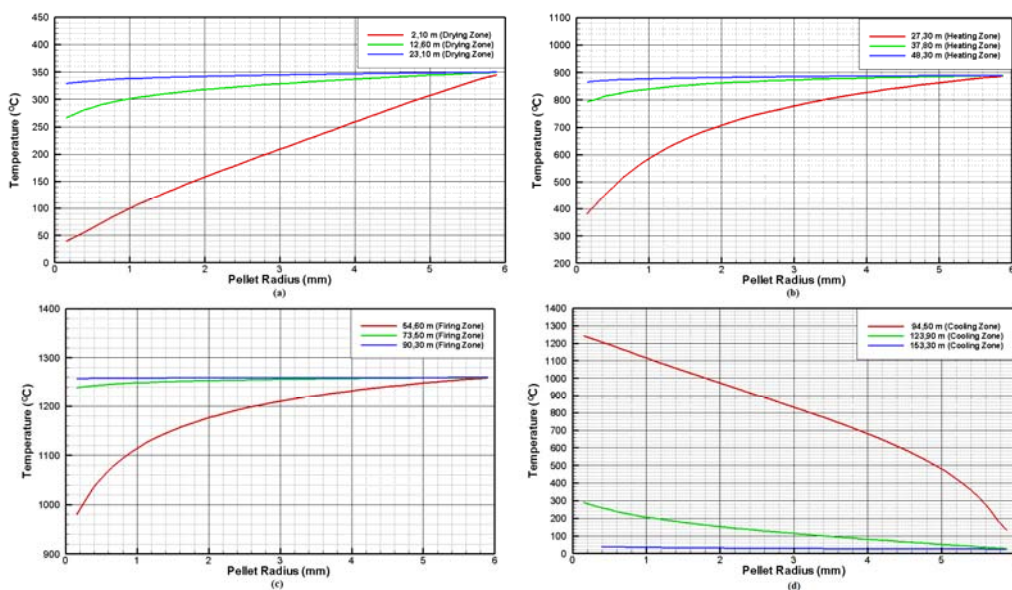 450
400
350
300
250
200
150
100
50
0
Temperature (°C)
2,10 m (Drying Zone)
12,60 m (Drying Zone)
23,10 m (Drying Zone)
0 1 2 3 4 5 6
Pellet Radius (mm)
(a)
1100
1000
900
800
700
600
500
400
300
200
Temperature (°C)
27,30 m (Heating Zone)
37,80 m (Heating Zone)
48,30 m (Heating Zone)
0 1 2 3 4 5 6
Pellet Radius (mm)
(b)
1400
1300
1200
1100
1000
900
Temperature (°C)
54,60 m (Firing Zone)
73,50 m (Firing Zone)
90,30 m (Firing Zone)
0 1 2 3 4 5 6
Pellet Radius (mm)
(c)
1400
1300
1200
1100
1000
900
800
700
600
500
400
300
200
100
0
Temperature (°C)
94,50 m (Cooling Zone)
123,90 m (Cooling Zone)
153,30 m (Cooling Zone)
0 1 2 3 4 5 6
Pellet Radius (mm)
(d)